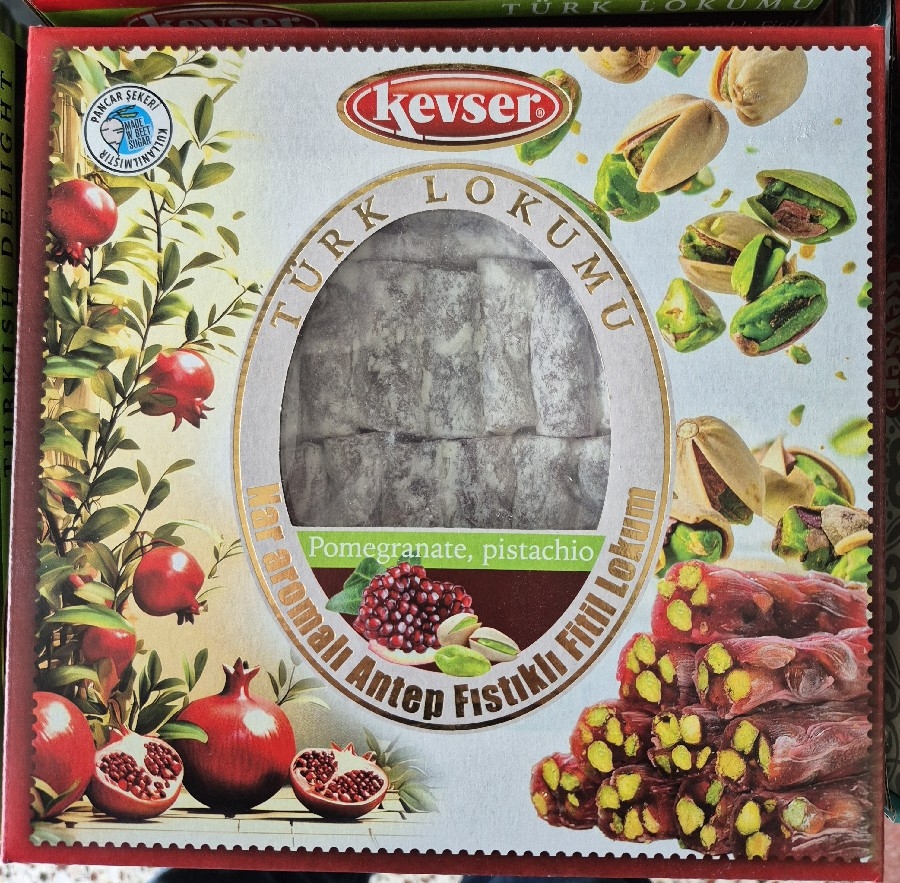 TÜRK LOKUMU
TURKISH DELIGHT
kevser®
PANCAR ŞEKERİ
KULLANILMIŞTIR
MADE
W BEET
SUGAR
TÜRK LOKUMU
Pomegranate, pistachio
Nar aromalı Antep Fıstıklı Fitil Lokum